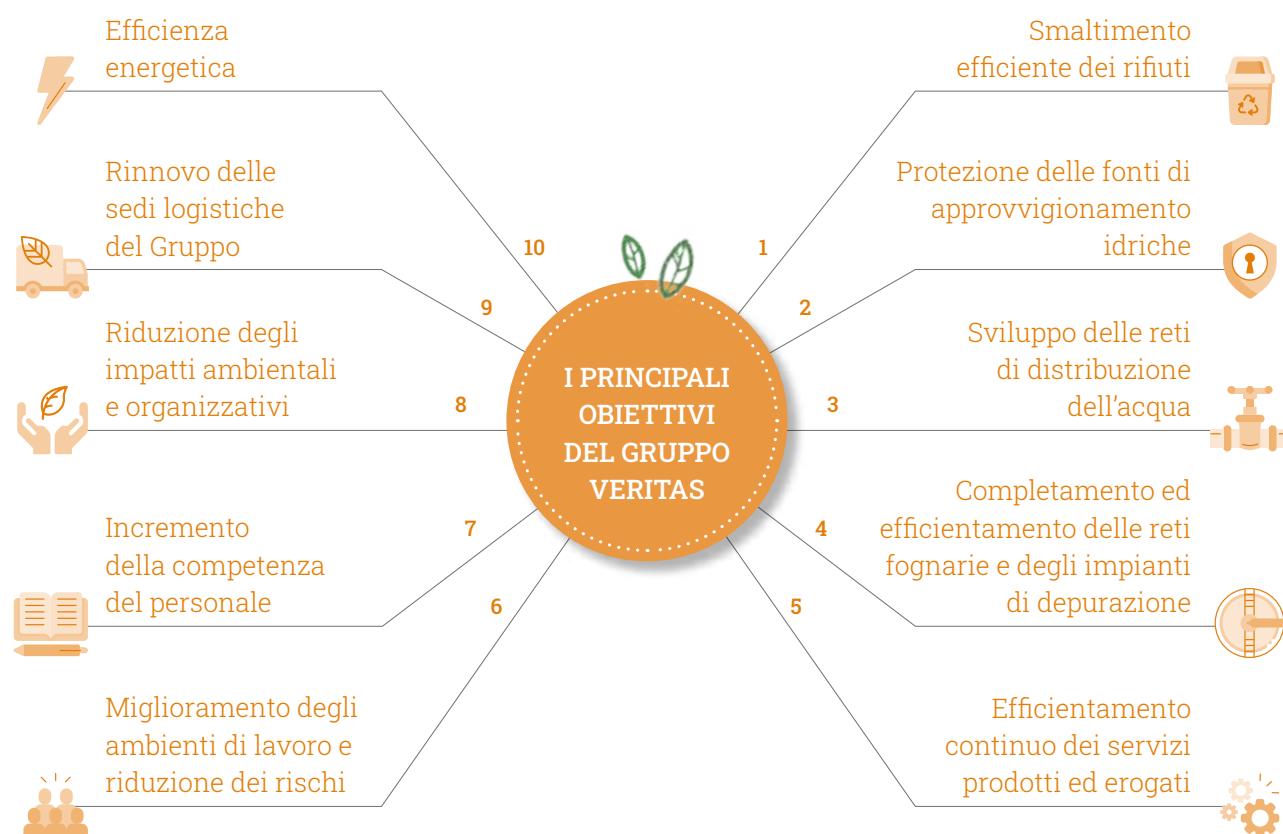 I PRINCIPALI
OBIETTIVI
DEL GRUPPO
VERITAS
1
Smaltimento
efficiente dei rifiuti
2
Protezione delle fonti di
approvvigionamento
idriche
3
Sviluppo delle reti
di distribuzione
dell’acqua
4
Completamento ed
efficientamento delle reti
fognarie e degli impianti
di depurazione
5
Efficientamento
continuo dei servizi
prodotti ed erogati
6
Miglioramento degli
ambienti di lavoro e
riduzione dei rischi
7
Incremento
della competenza
del personale
8
Riduzione degli
impatti ambientali
e organizzativi
9
Rinnovo delle
sedi logistiche
del Gruppo
10
Efficienza
energetica